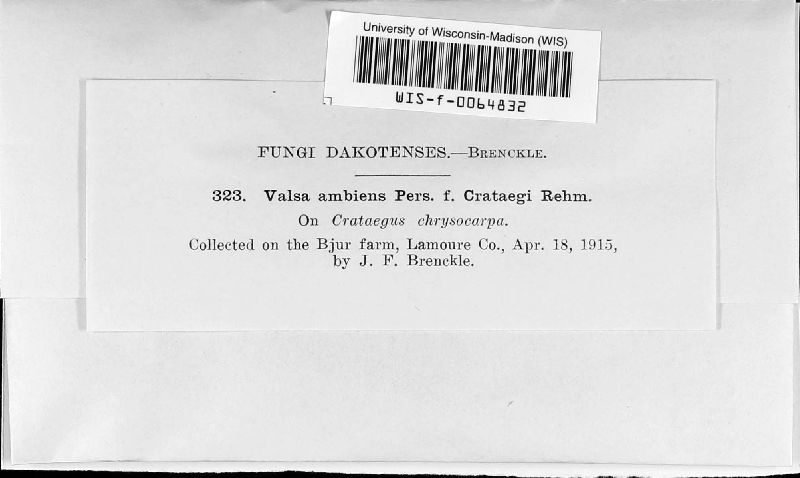 University of Wisconsin-Madison (WIS)
WIS-f-0064832
FUNGI DAKOTENSES.—BRENCKLE.
323. Valsa ambiens Pers. f. Crataegi Rehm.
On Crataegus chrysocarpa.
Collected on the Bjur farm, Lamoure Co., Apr. 18, 1915,
by J. F. Brenckle.